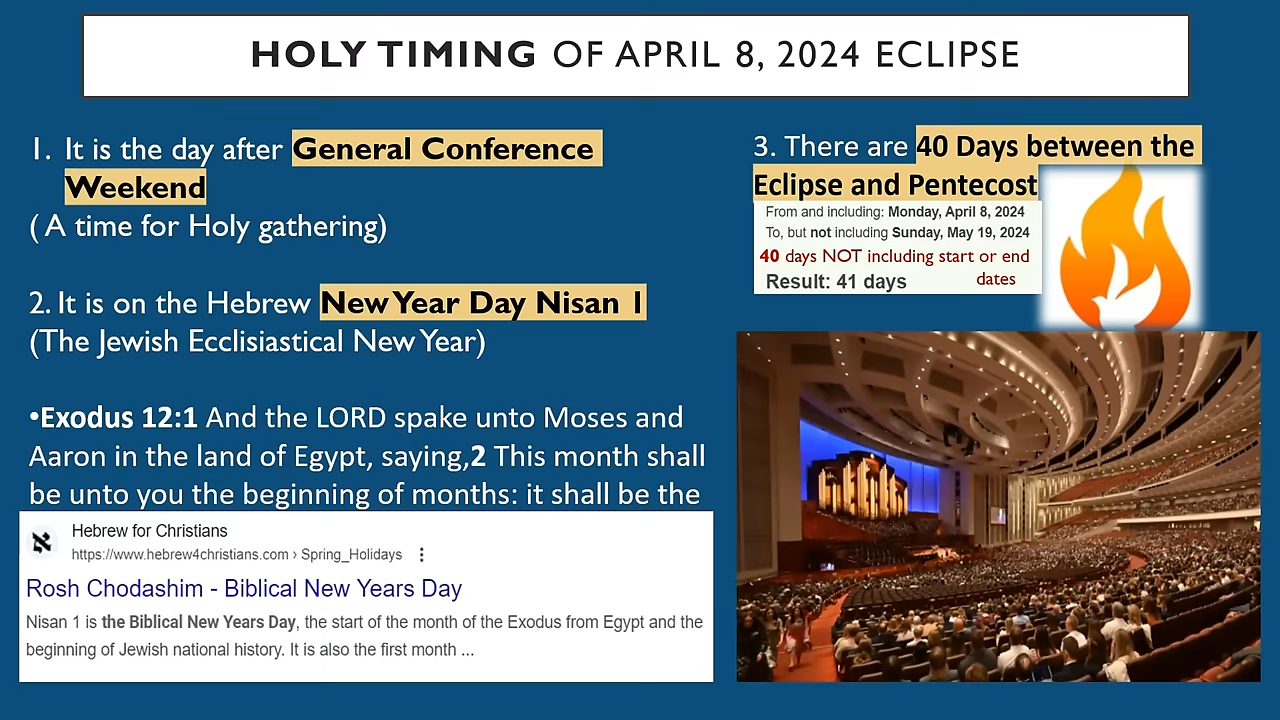 HOLY TIMING OF APRIL 8, 2024 ECLIPSE
1. It is the day after General Conference
Weekend
( A time for Holy gathering)
2. It is on the Hebrew New Year Day Nisan 1
(The Jewish Ecclisiastical New Year)
•Exodus 12:1 And the LORD spake unto Moses and
Aaron in the land of Egypt, saying,2 This month shall
be unto you the beginning of months: it shall be the
Hebrew for Christians
https://www.hebrew4christians.com › Spring_Holidays
Rosh Chodashim - Biblical New Years Day
Nisan 1 is the Biblical New Years Day, the start of the month of the Exodus from Egypt and the
beginning of Jewish national history. It is also the first month ...
3. There are 40 Days between the
Eclipse and Pentecost
From and including: Monday, April 8, 2024
To, but not including Sunday, May 19, 2024
40 days NOT including start or end
dates
Result: 41 days